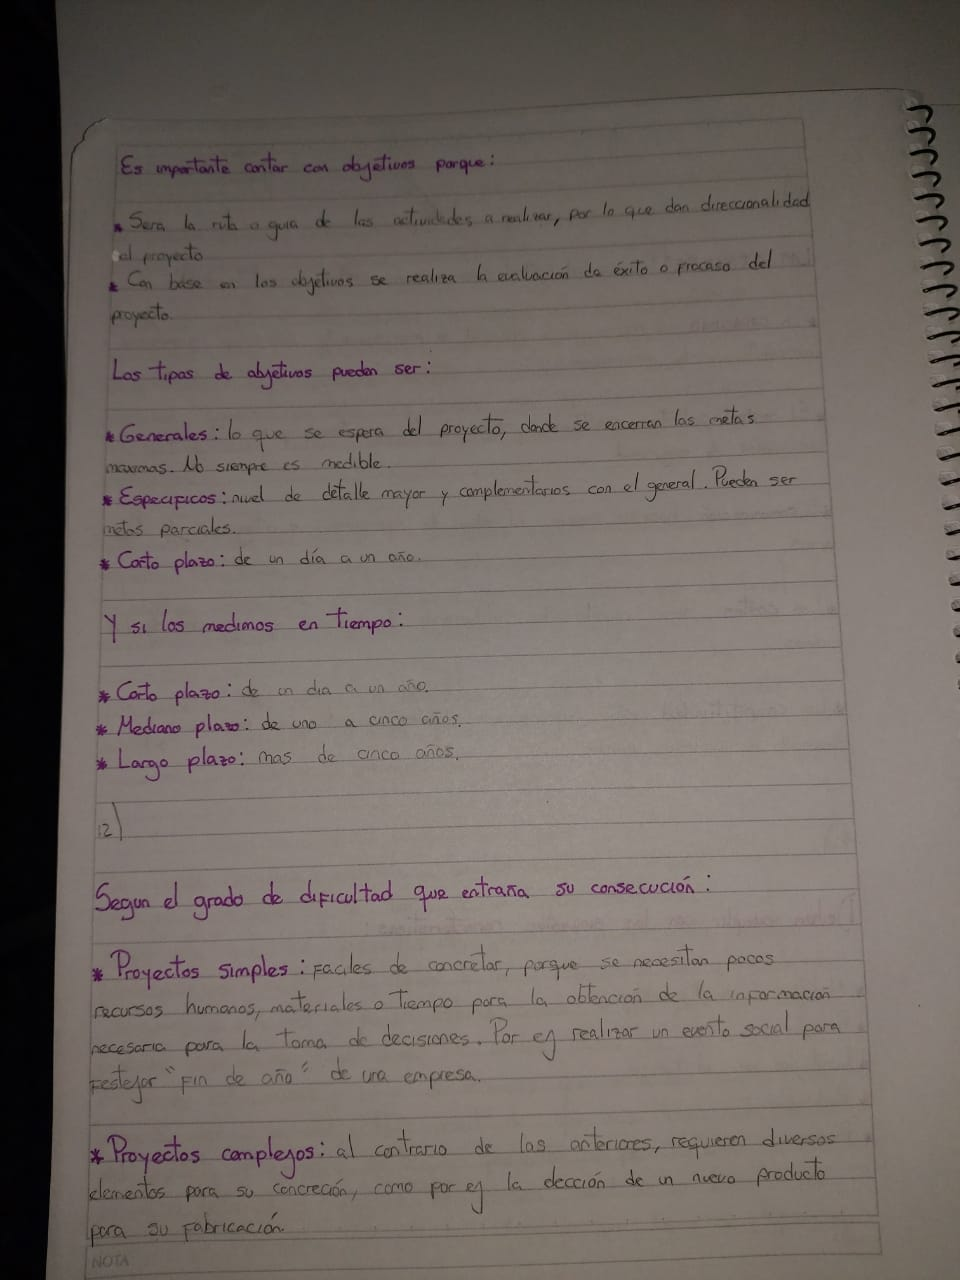 Es importante contar con objetivos porque:
* Sera la ruta o guia de las actividades a realizar, por lo que dan direccionalidad
al proyecto
* Con base en los objetivos se realiza la evaluación de éxito o fracaso del
proyecto.
Los tipos de objetivos pueden ser:
* Generales: lo que se espera del proyecto, donde se encierran las metas
maximas. No siempre es medible.
* Especificos: nivel de detalle mayor y complementarios con el general. Pueden ser
metas parciales.
* Corto plazo: de un día a un año.
Y si los medimos en tiempo:
* Corto plazo: de un dia a un año.
* Mediano plazo: de uno a cinco años.
* Largo plazo: mas de cinco años.
12)
Segun el grado de dificultad que entraña su consecución:
* Proyectos simples: Faciles de concretar, porque se necesitan pocos
recursos humanos, materiales o tiempo para la obtención de la información
necesaria para la toma de decisiones. Por ej realizar un evento social para
festejar "Fin de año" de una empresa.
* Proyectos complejos: al contrario de los anteriores, requieren diversos
elementos para su concreción, como por ej la dección de un nuevo producto
para su fabricación.
NOTA